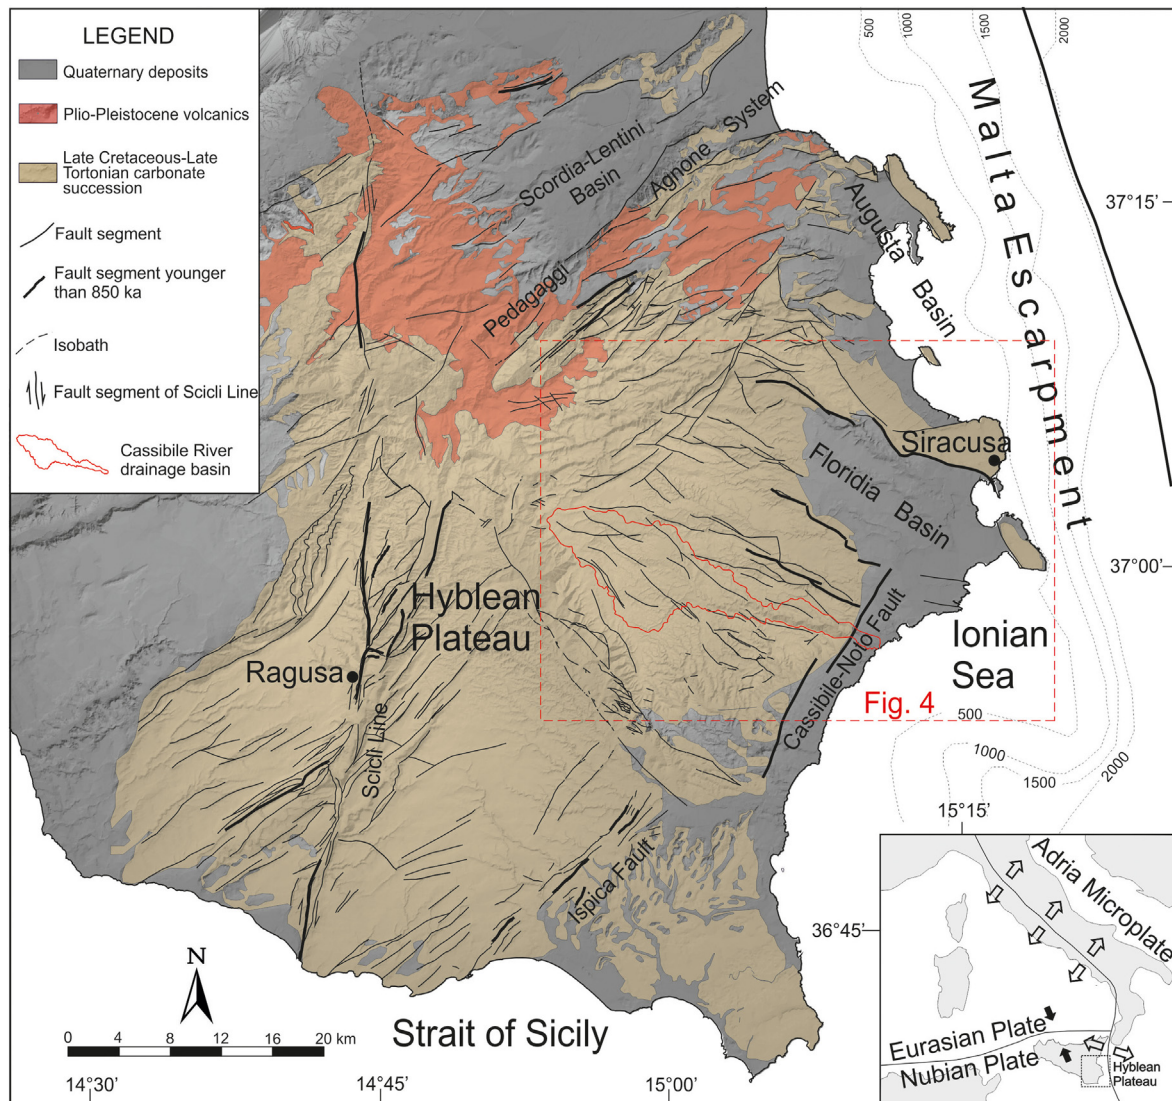 LEGEND
Quaternary deposits
Plio-Pleistocene volcanics
Late Cretaceous-Late
Tortonian carbonate
succession
Fault segment
Fault segment younger
than 850 ka
Isobath
Fault segment of Scicli Line
Cassibile River
drainage basin
500
1000
1500
2000
Malta Escarpment
37°15'
Scordia-Lentini
Basin
Pedagaggi Agnone System
Augusta
Basin
Siracusa
Floridia Basin
37°00'
Hyblean
Plateau
Ragusa
Scicli Line
Cassibile-Noto Fault
Ionian
Sea
Fig. 4
500
1000
1500
2000
15°15'
Ispica Fault
36°45'
N
0 4 8 12 16 20 km
Strait of Sicily
14°30'
14°45'
15°00'
Adria Microplate
Eurasian Plate
Nubian Plate
Hyblean
Plateau